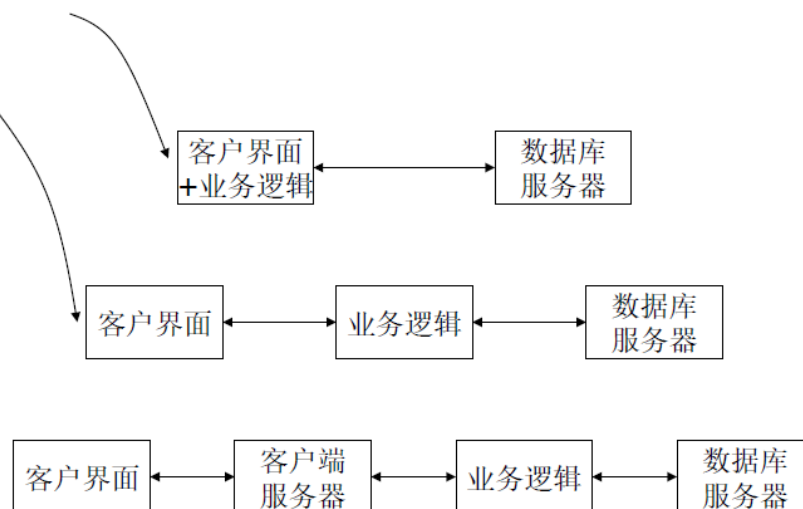 客户界面
+业务逻辑
数据库
服务器
客户界面
业务逻辑
数据库
服务器
客户界面
客户端
服务器
业务逻辑
数据库
服务器